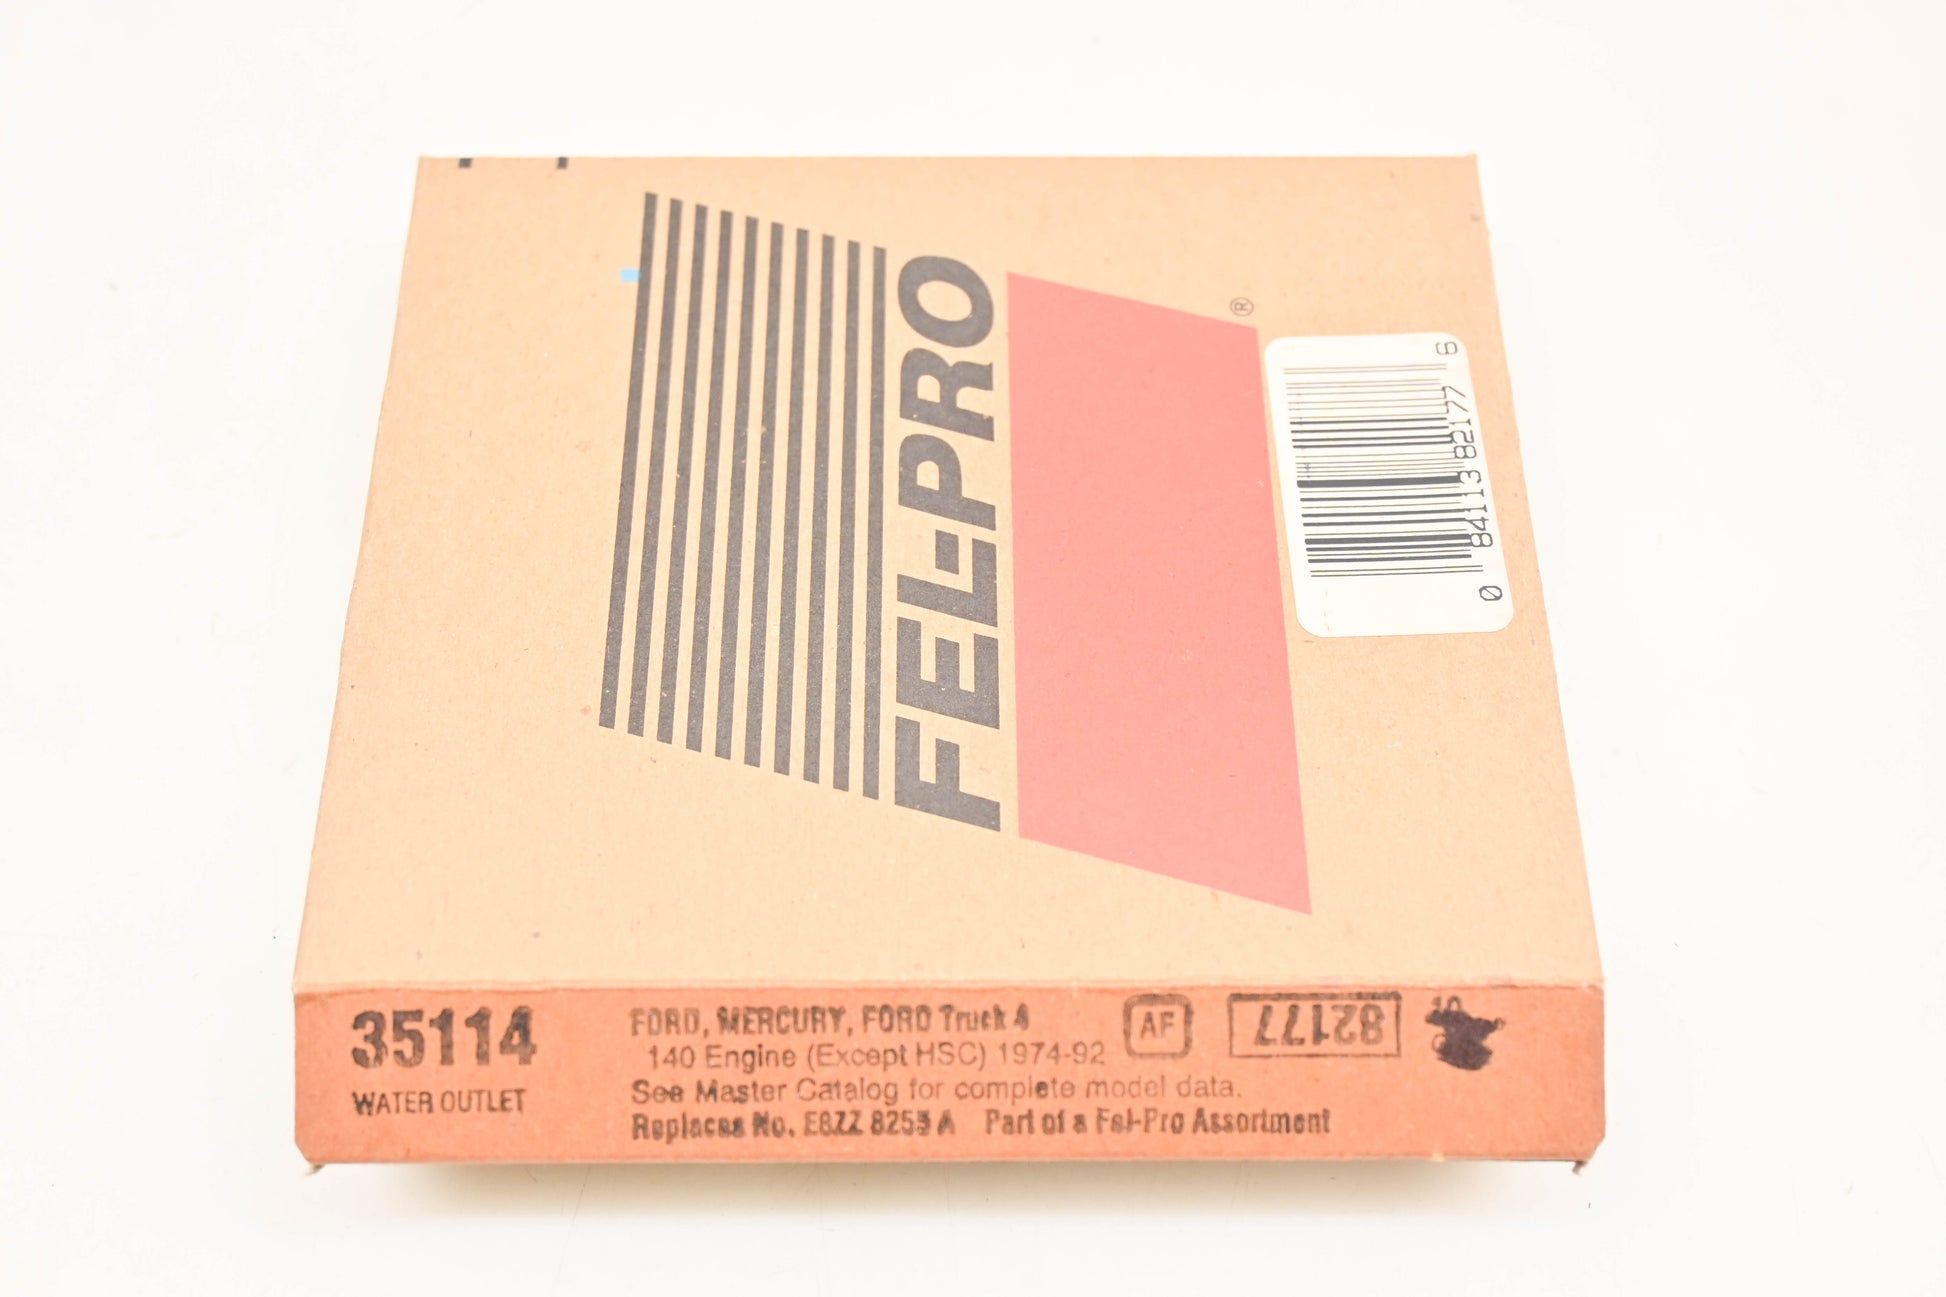 FEL-PRO
®
0 84113 82177 6
35114
WATER OUTLET
FORD, MERCURY, FORD Truck 4
140 Engine (Except HSC) 1974-92
See Master Catalog for complete model data.
Replaces No. E8ZZ 8255 A Part of a Fel-Pro Assortment
AF
82177
10